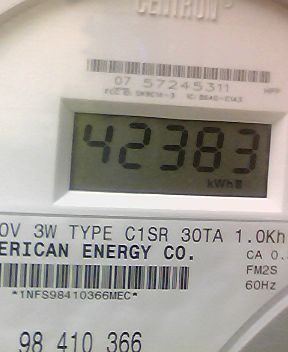 CENTRON®
07 57245311
42383
kWh
0V 3W TYPE C1SR 30TA 1.0Kh
ERICAN ENERGY CO.
CA 0.
FM2S
*1NFS98410366MEC*
60Hz
98 410 366